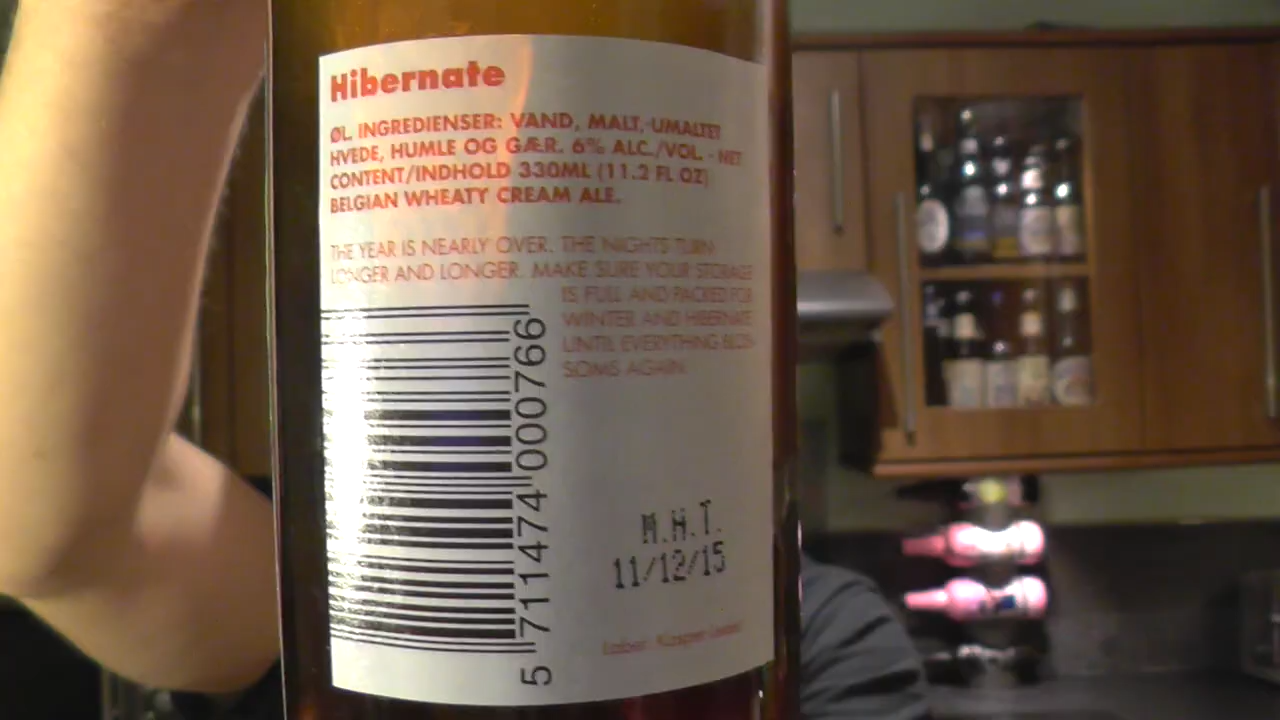 Hibernate
ØL. INGREDIENSER: VAND, MALT, UMALTET
HVEDE, HUMLE OG GÆR. 6% ALC./VOL - NET
CONTENT/INDHOLD 330ML (11.2 FL OZ)
BELGIAN WHEATY CREAM ALE.
THE YEAR IS NEARLY OVER. THE NIGHTS TURN
LONGER AND LONGER. MAKE SURE YOUR STORAGE
IS FULL AND PACKED FOR
WINTER AND HIBERNATE
UNTIL EVERYTHING BLOS-
SOMS AGAIN.
5 711474 000766
M.H.T.
11/12/15
Label: Kasper